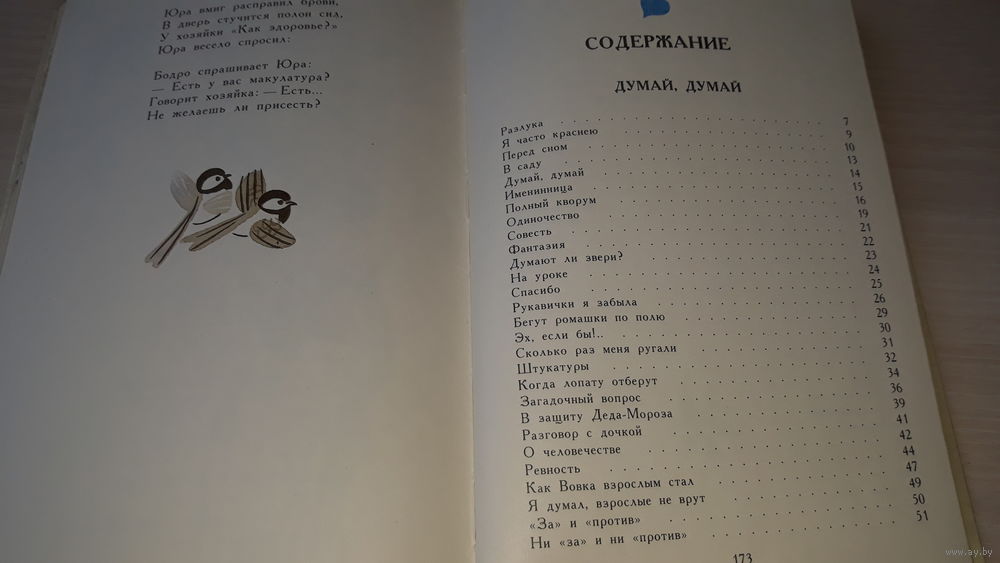 Юра вмиг расправил брови,
В дверь стучится полон сил,
У хозяйки «Как здоровье?»
Юра весело спросил:
Бодро спрашивает Юра:
— Есть у вас макулатура?
Говорит хозяйка: — Есть...
Не желаешь ли присесть?
СОДЕРЖАНИЕ
ДУМАЙ, ДУМАЙ
Разлука 7
Я часто краснею 9
Перед сном 10
В саду 13
Думай, думай 14
Именинница 15
Полный кворум 16
Одиночество 19
Совесть 21
Фантазия 22
Думают ли звери? 23
На уроке 24
Спасибо 25
Рукавички я забыла 26
Бегут ромашки по полю 29
Эх, если бы!.. 30
Сколько раз меня ругали 31
Штукатуры 32
Когда лопату отберут 34
Загадочный вопрос 36
В защиту Деда-Мороза 39
Разговор с дочкой 41
О человечестве 42
Ревность 44
Как Вовка взрослым стал 47
Я думал, взрослые не врут 49
«За» и «против» 50
Ни «за» и ни «против» 51
173
www.ay.by